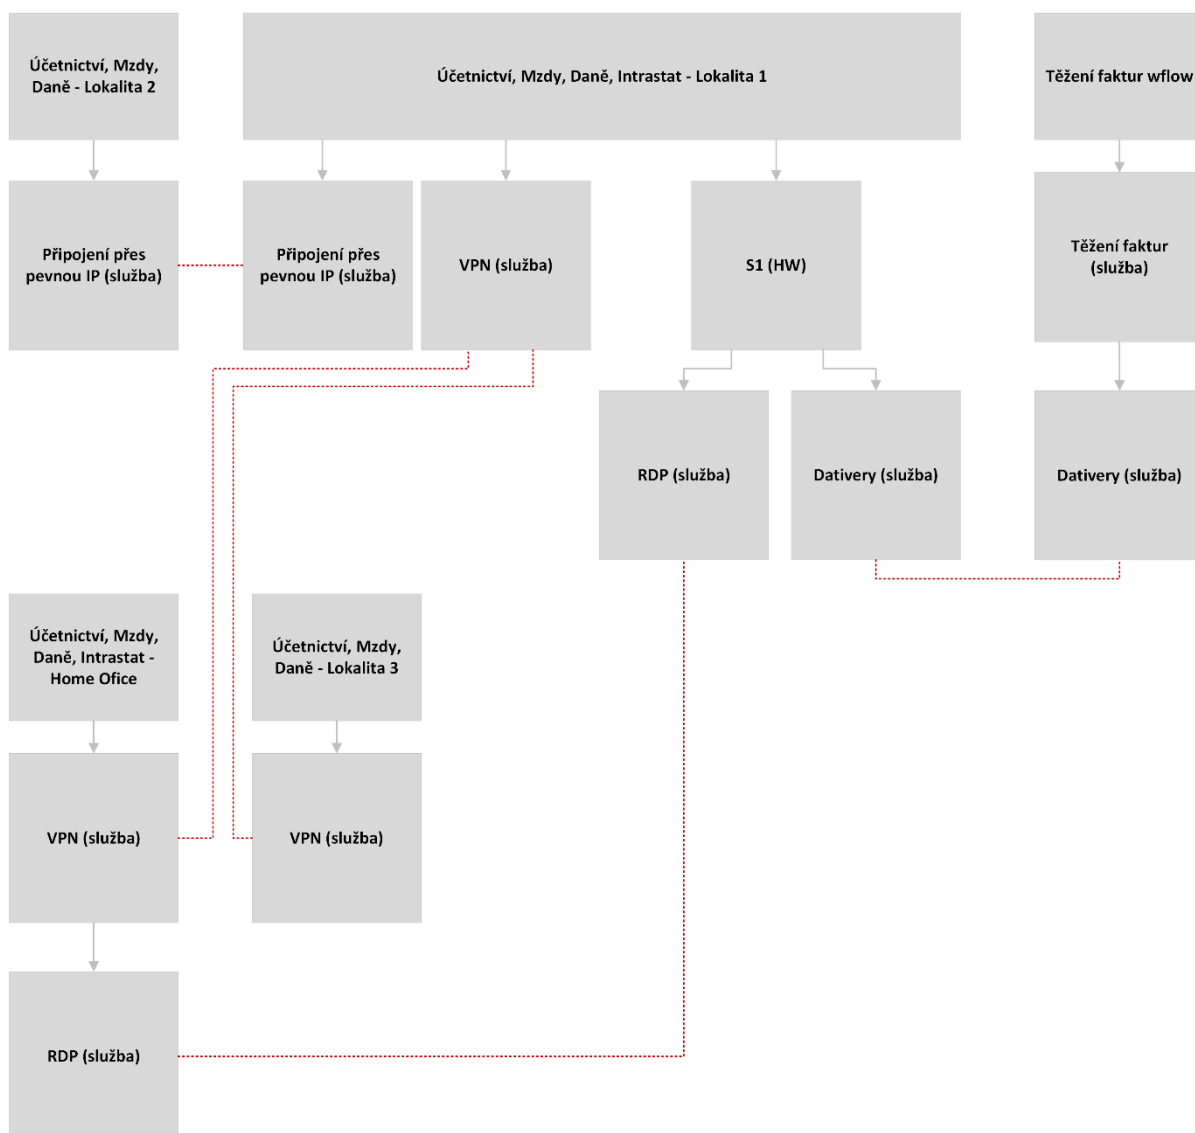 Účetnictví, Mzdy,
Daně - Lokalita 2
Účetnictví, Mzdy, Daně, Intrastat - Lokalita 1
Těžení faktur wflow
Připojení přes
pevnou IP (služba)
Připojení přes
pevnou IP (služba)
VPN (služba)
S1 (HW)
Těžení faktur
(služba)
RDP (služba)
Dativery (služba)
Dativery (služba)
Účetnictví, Mzdy,
Daně, Intrastat -
Home Ofice
Účetnictví, Mzdy,
Daně - Lokalita 3
VPN (služba)
VPN (služba)
RDP (služba)